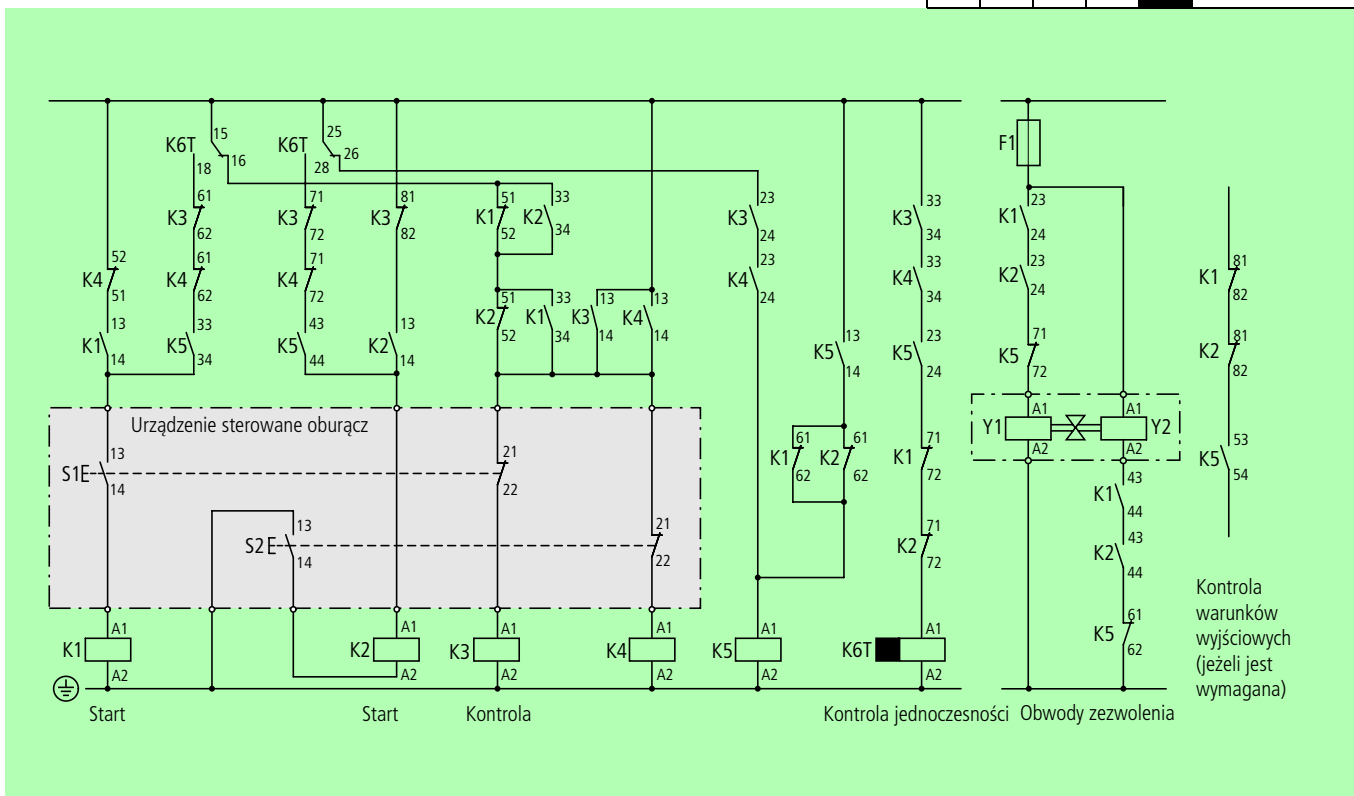 15
25
K6T
16
K6T
26
F1
18
28
61
71
81
51
33
23
33
23
K3
K3
K3
K1
K2
K3
K3
K1
62
72
82
52
34
24
34
24
52
61
71
23
33
23
81
K4
K4
K4
K4
K4
K2
K1
51
62
72
24
34
24
82
13
33
43
13
51
33
13
13
13
23
71
81
K1
K5
K5
K2
K2
K1
K3
K4
K5
K5
K5
K2
14
34
44
14
52
34
14
14
14
24
72
82
Urządzenie sterowane oburącz
A1
A1
Y1
Y2
A2
A2
13
21
61
61
71
53
S1E
K1
K2
K1
K5
14
22
62
62
72
54
43
K1
44
13
21
71
43
S2E
K2
K2
14
22
72
44
A1
A1
A1
A1
A1
A1
61
K1
K2
K3
K4
K5
K6T
K5
A2
A2
A2
A2
A2
A2
62
Kontrola
warunków
wyjściowych
(jeżeli jest
wymagana)
Start
Start
Kontrola
Kontrola jednoczesności
Obwody zezwolenia